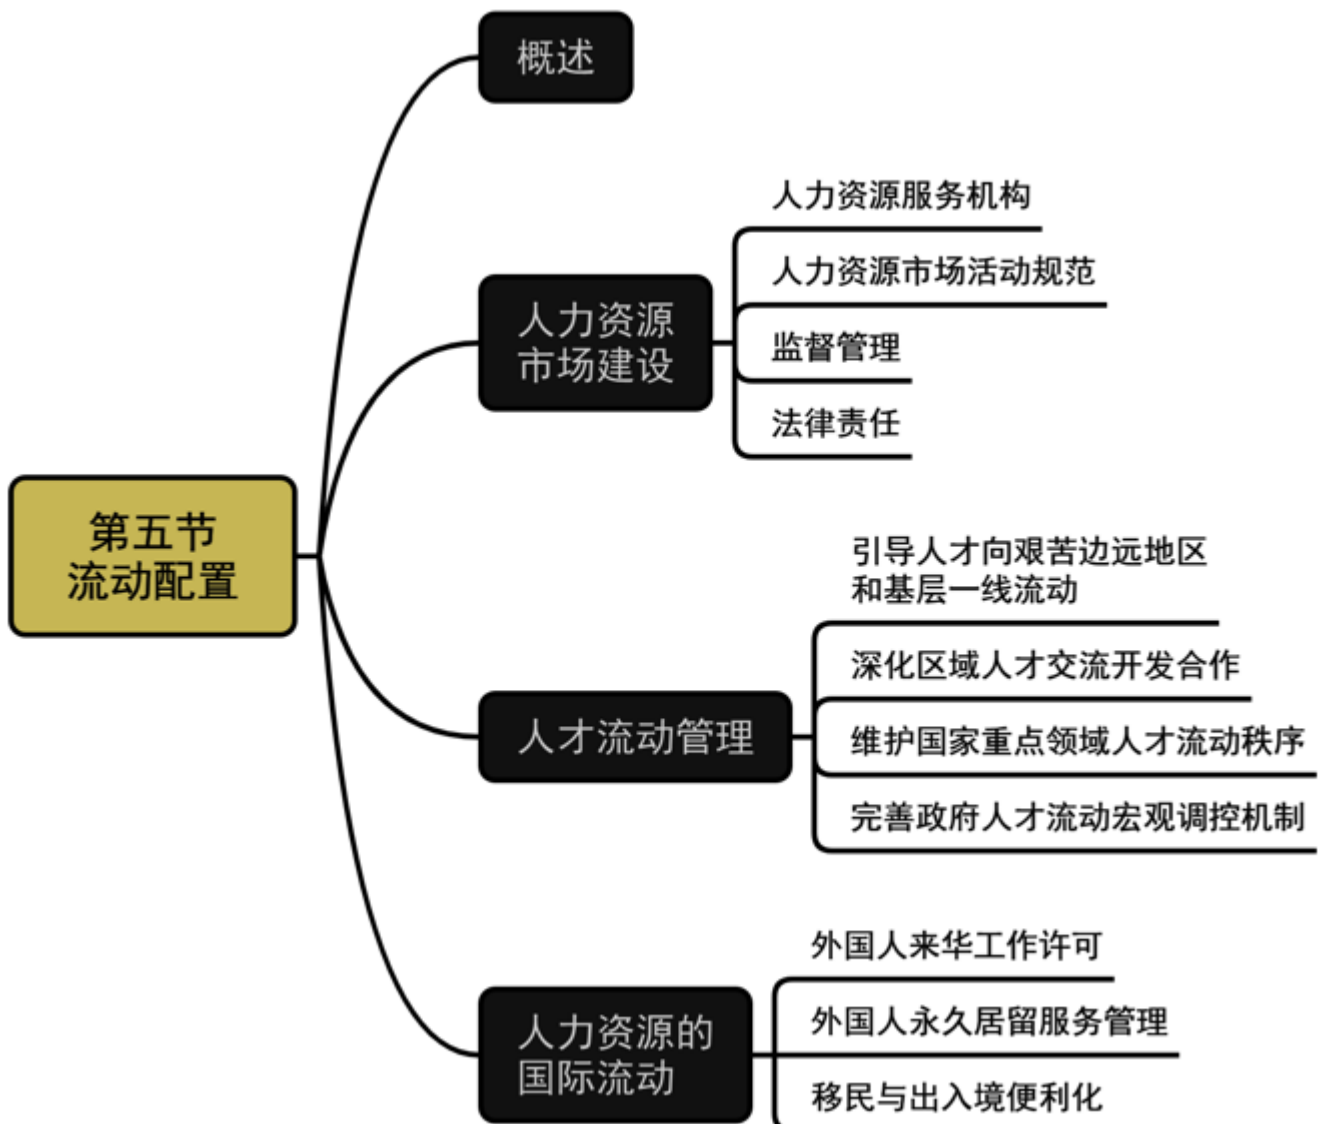 第五节
流动配置
概述
人力资源
市场建设
人力资源服务机构
人力资源市场活动规范
监督管理
法律责任
人才流动管理
引导人才向艰苦边远地区
和基层一线流动
深化区域人才交流开发合作
维护国家重点领域人才流动秩序
完善政府人才流动宏观调控机制
人力资源的
国际流动
外国人来华工作许可
外国人永久居留服务管理
移民与出入境便利化